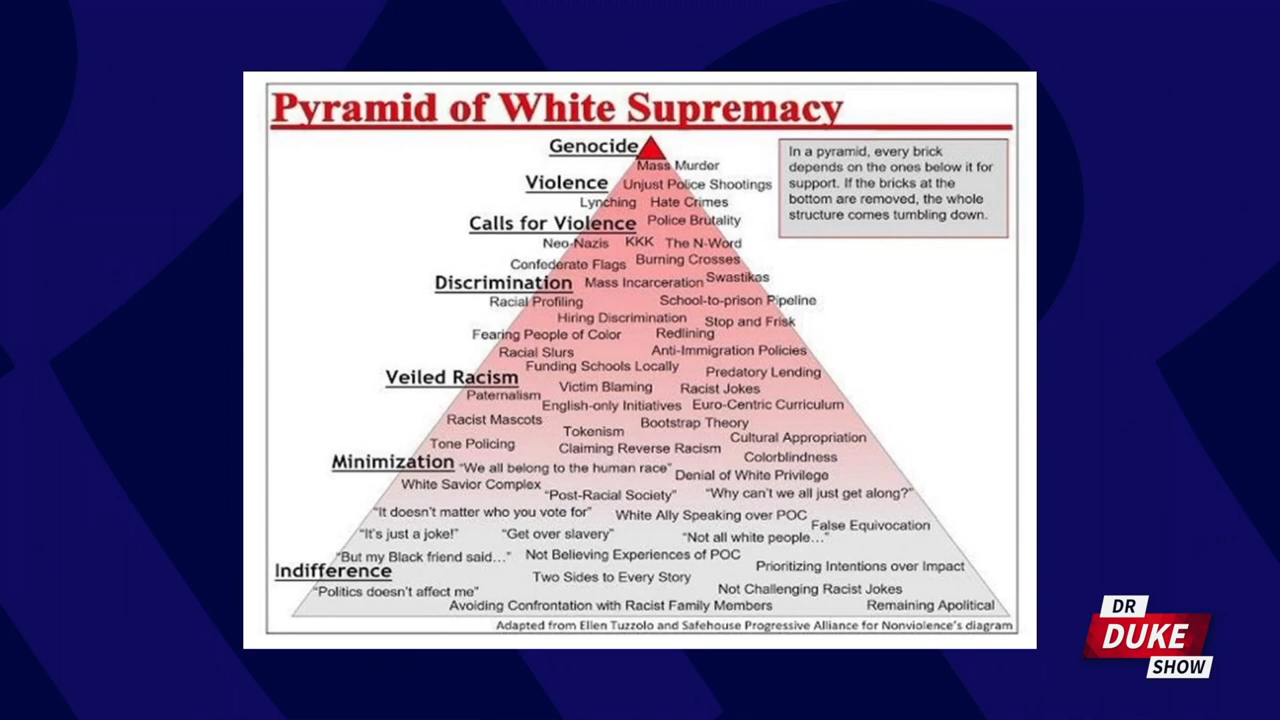 Pyramid of White Supremacy
In a pyramid, every brick
depends on the ones below it for
support. If the bricks at the
bottom are removed, the whole
structure comes tumbling down.
Genocide
Mass Murder
Violence Unjust Police Shootings
Lynching Hate Crimes
Calls for Violence Police Brutality
Neo-Nazis KKK The N-Word
Confederate Flags Burning Crosses
Discrimination Mass Incarceration Swastikas
Racial Profiling School-to-prison Pipeline
Hiring Discrimination Stop and Frisk
Fearing People of Color Redlining
Racial Slurs Anti-Immigration Policies
Funding Schools Locally Predatory Lending
Veiled Racism Victim Blaming Racist Jokes
Paternalism English-only Initiatives Euro-Centric Curriculum
Racist Mascots Tokenism Bootstrap Theory
Tone Policing Claiming Reverse Racism Cultural Appropriation
Colorblindness
Minimization "We all belong to the human race" Denial of White Privilege
White Savior Complex "Post-Racial Society" "Why can't we all just get along?"
"It doesn't matter who you vote for" White Ally Speaking over POC False Equivocation
"It's just a joke!" "Get over slavery" "Not all white people…"
"But my Black friend said…" Not Believing Experiences of POC Prioritizing Intentions over Impact
Indifference Two Sides to Every Story
"Politics doesn't affect me" Not Challenging Racist Jokes
Avoiding Confrontation with Racist Family Members Remaining Apolitical
Adapted from Ellen Tuzzolo and Safehouse Progressive Alliance for Nonviolence's diagram
DR
DUKE
SHOW